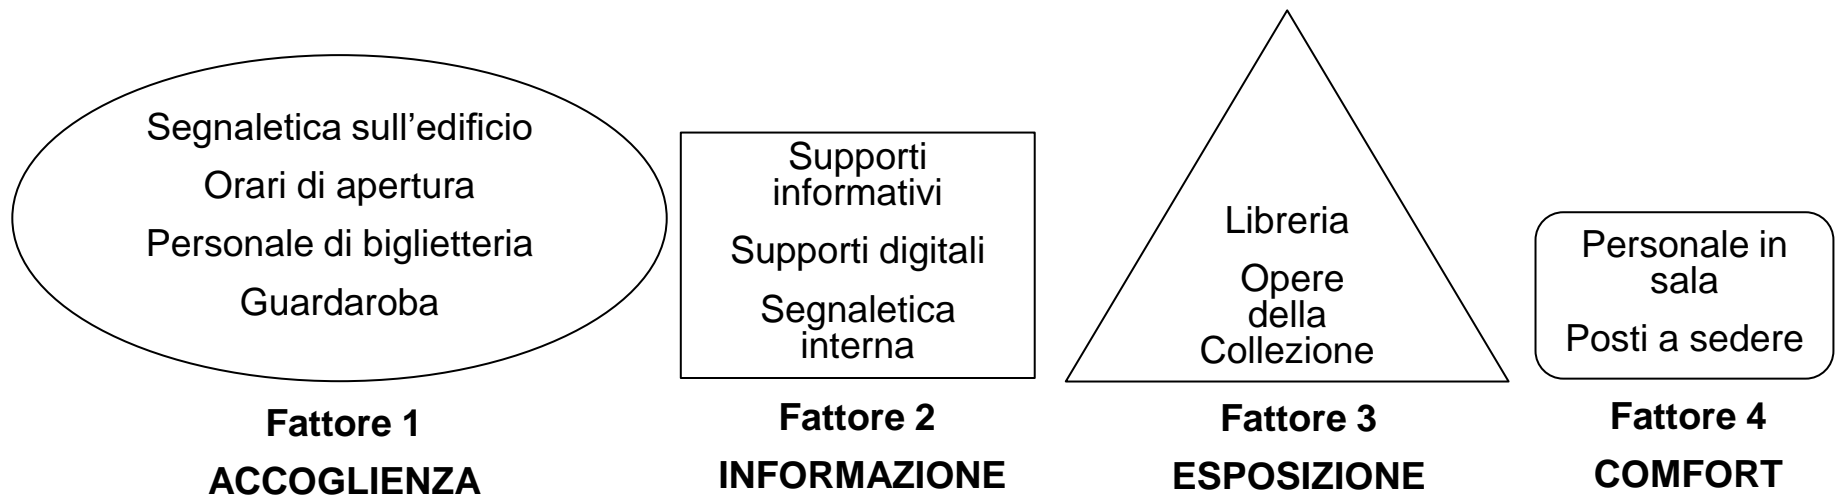 Segnaletica sull’edificio
Orari di apertura
Personale di biglietteria
Guardaroba
Fattore 1
ACCOGLIENZA
Supporti
informativi
Supporti digitali
Segnaletica
interna
Fattore 2
INFORMAZIONE
Libreria
Opere
della
Collezione
Fattore 3
ESPOSIZIONE
Personale in
sala
Posti a sedere
Fattore 4
COMFORT